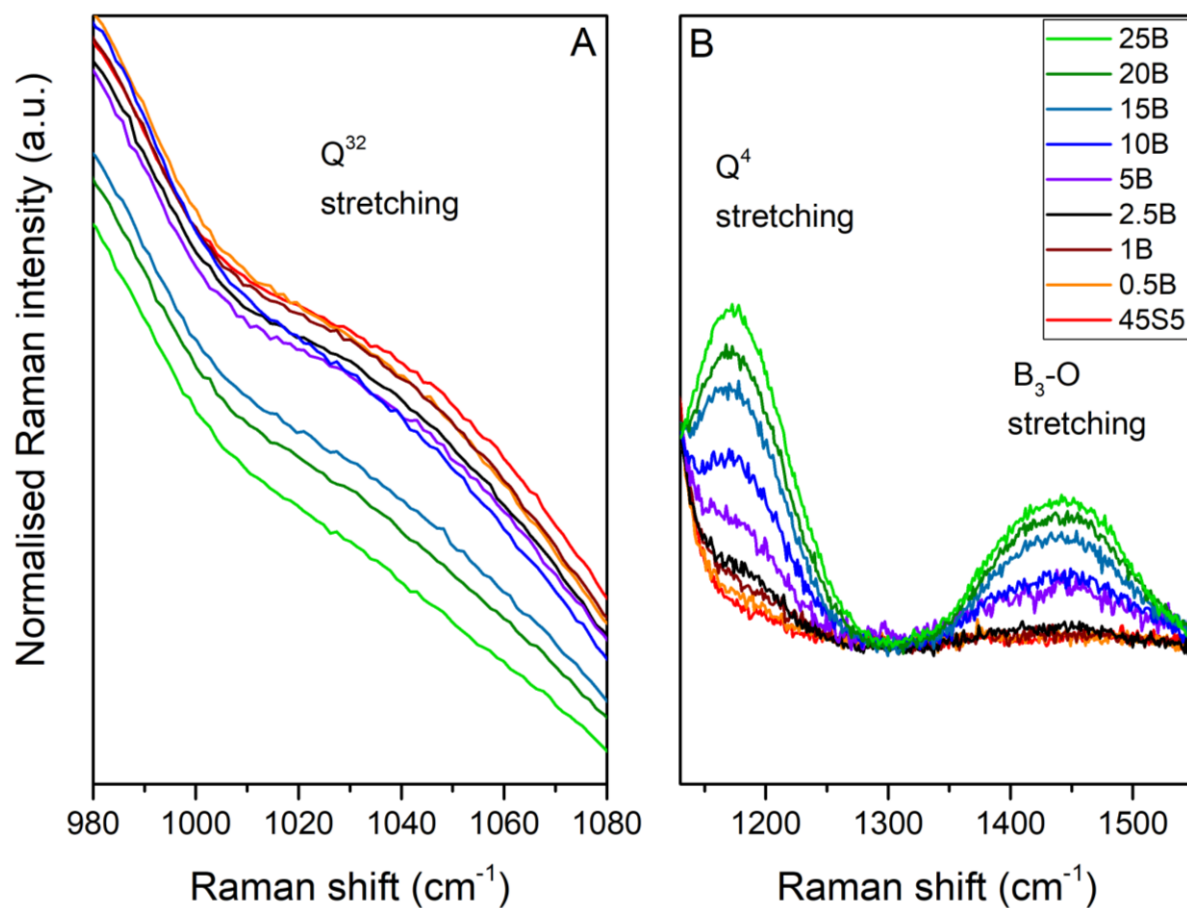 Normalised Raman intensity (a.u.)
A
Q³²
stretching
980 1000 1020 1040 1060 1080
Raman shift (cm⁻¹)
B
Q⁴
stretching
B₃-O
stretching
25B
20B
15B
10B
5B
2.5B
1B
0.5B
45S5
1200 1300 1400 1500
Raman shift (cm⁻¹)